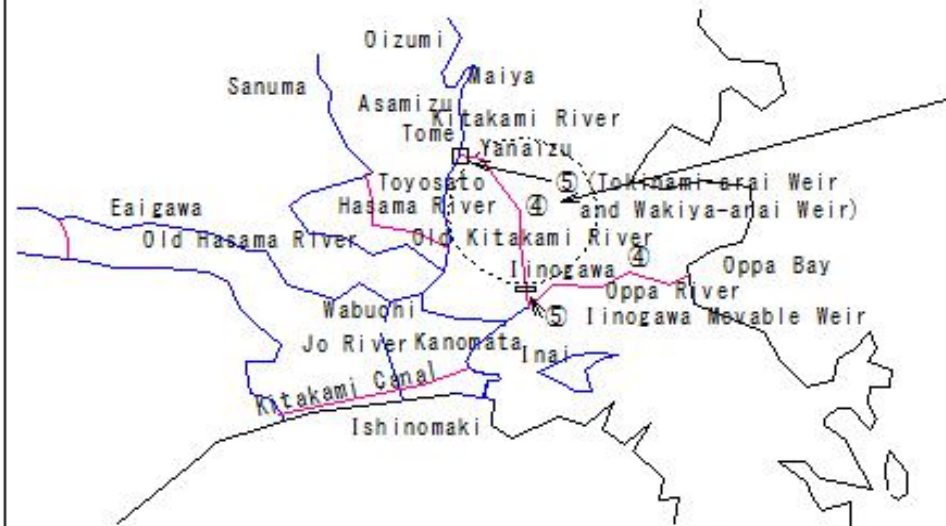 Oizumi
Maiya
Sanuma
Asamizu
Kitakami River
Tome
Yanaizu
Toyosato
⑤ (Tokinami-arai Weir
and Wakiya-arai Weir)
Hasama River
④
Eaigawa
Old Hasama River
Old Kitakami River
④
Iinogawa
Oppa Bay
Oppa River
Wabuchi
⑤ Iinogawa Movable Weir
Jo River
Kanomata
Inai
Kitakami Canal
Ishinomaki